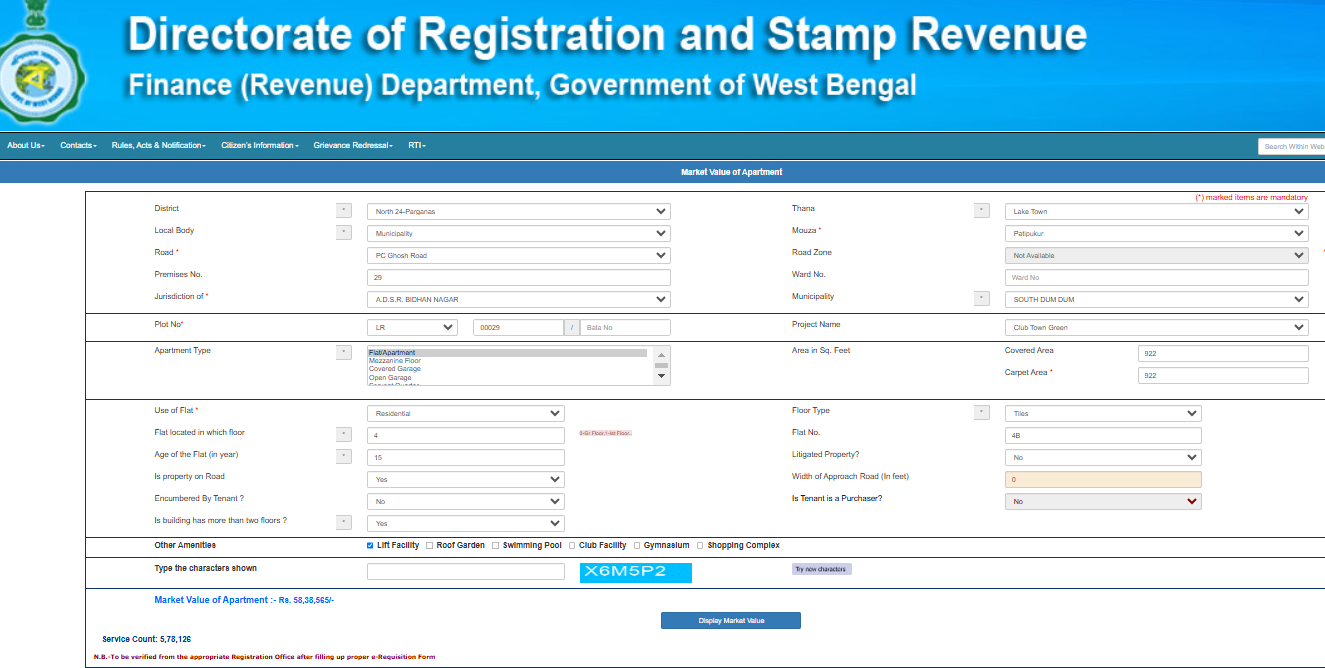 Directorate of Registration and Stamp Revenue
Finance (Revenue) Department, Government of West Bengal
About Us Contacts Rules, Acts & Notification Citizen's Information Grievance Redressal RTI Search Within Web
Market Value of Apartment
(*) marked items are mandatory
District * North 24-Parganas Thana * Lake Town
Local Body * Municipality Mouza * Patipukur
Road * PC Ghosh Road Road Zone Not Available
Premises No. 29 Ward No. Ward No
Jurisdiction of * A.D.S.R. BIDHAN NAGAR Municipality * SOUTH DUM DUM
Plot No* LR 00029 / Bata No Project Name Club Town Green
Apartment Type * Flat/Apartment Area in Sq. Feet Covered Area 922
Mezzanine Floor
Covered Garage Carpet Area * 922
Open Garage
Use of Flat * Residential Floor Type * Tiles
Flat located in which floor * 4 0-Gr Floor,1-Ist Floor.. Flat No. 4B
Age of the Flat (in year) * 15 Litigated Property? No
Is property on Road Yes Width of Approach Road (In feet) 0
Encumbered By Tenant ? No Is Tenant is a Purchaser? No
Is building has more than two floors ? * Yes
Other Amenities Lift Facility Roof Garden Swimming Pool Club Facility Gymnasium Shopping Complex
Type the characters shown X6M5P2 Try new characters
Market Value of Apartment :- Rs. 58,38,565/-
Display Market Value
Service Count: 5,78,126
N.B.-To be verified from the appropriate Registration Office after filling up proper e-Requisition Form